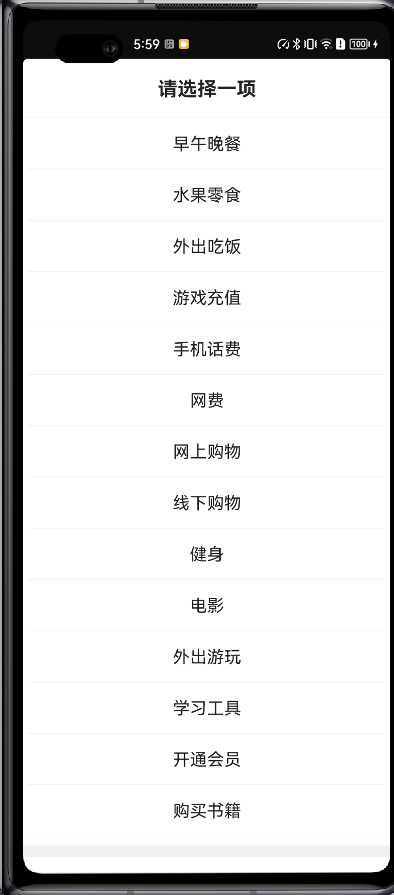 5:59
100
请选择一项
早午晚餐
水果零食
外出吃饭
游戏充值
手机话费
网费
网上购物
线下购物
健身
电影
外出游玩
学习工具
开通会员
购买书籍